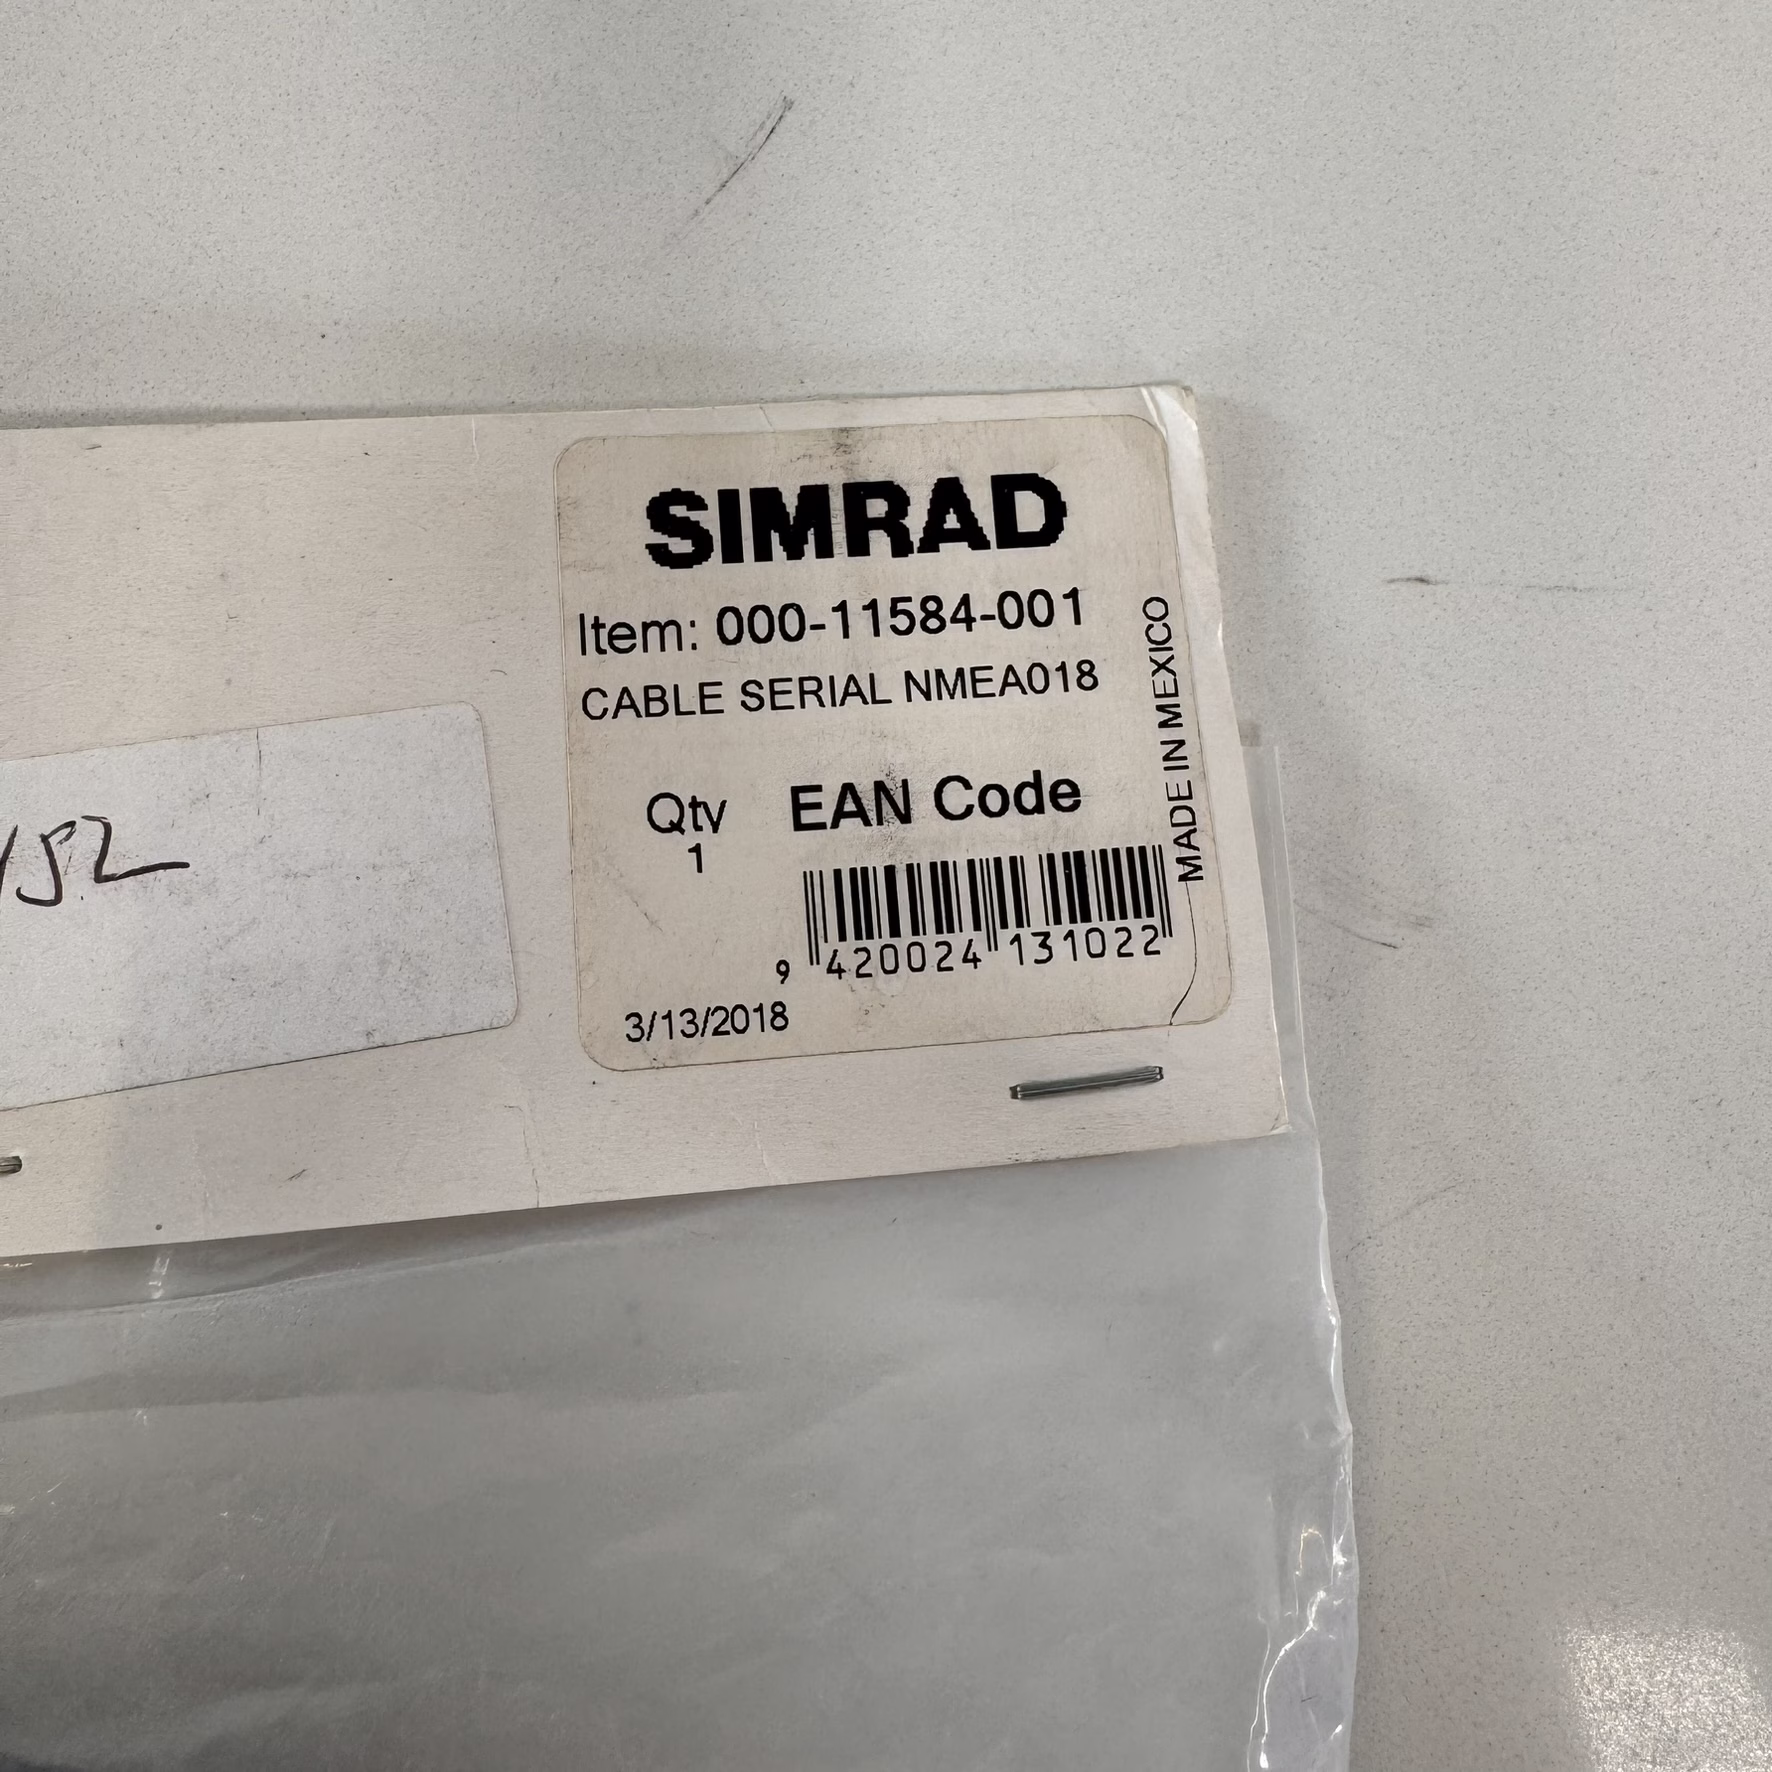 SIMRAD
Item: 000-11584-001
CABLE SERIAL NMEA018
MADE IN MEXICO
Qty EAN Code
1
9 420024 131022
3/13/2018
152